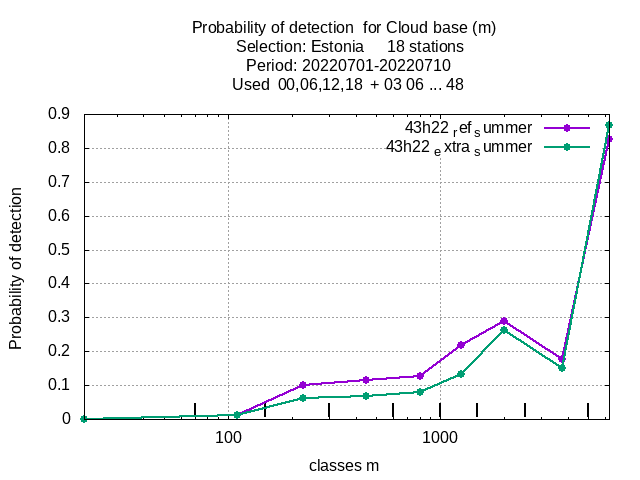 Probability of detection  for Cloud base (m)
Selection: Estonia     18 stations
Period: 20220701-20220710
Used  00,06,12,18  + 03 06 ... 48
43h22 ref summer
43h22 extra summer
0.9
0.8
0.7
0.6
0.5
0.4
0.3
0.2
0.1
0
Probability of detection
100
1000
classes m